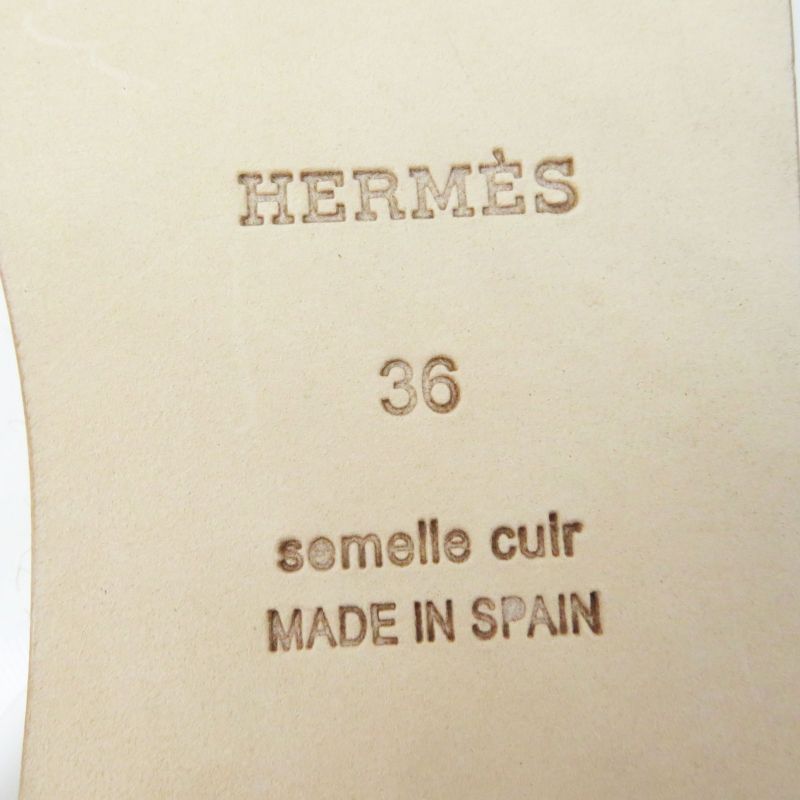 HERMÈS
36
semelle cuir
MADE IN SPAIN